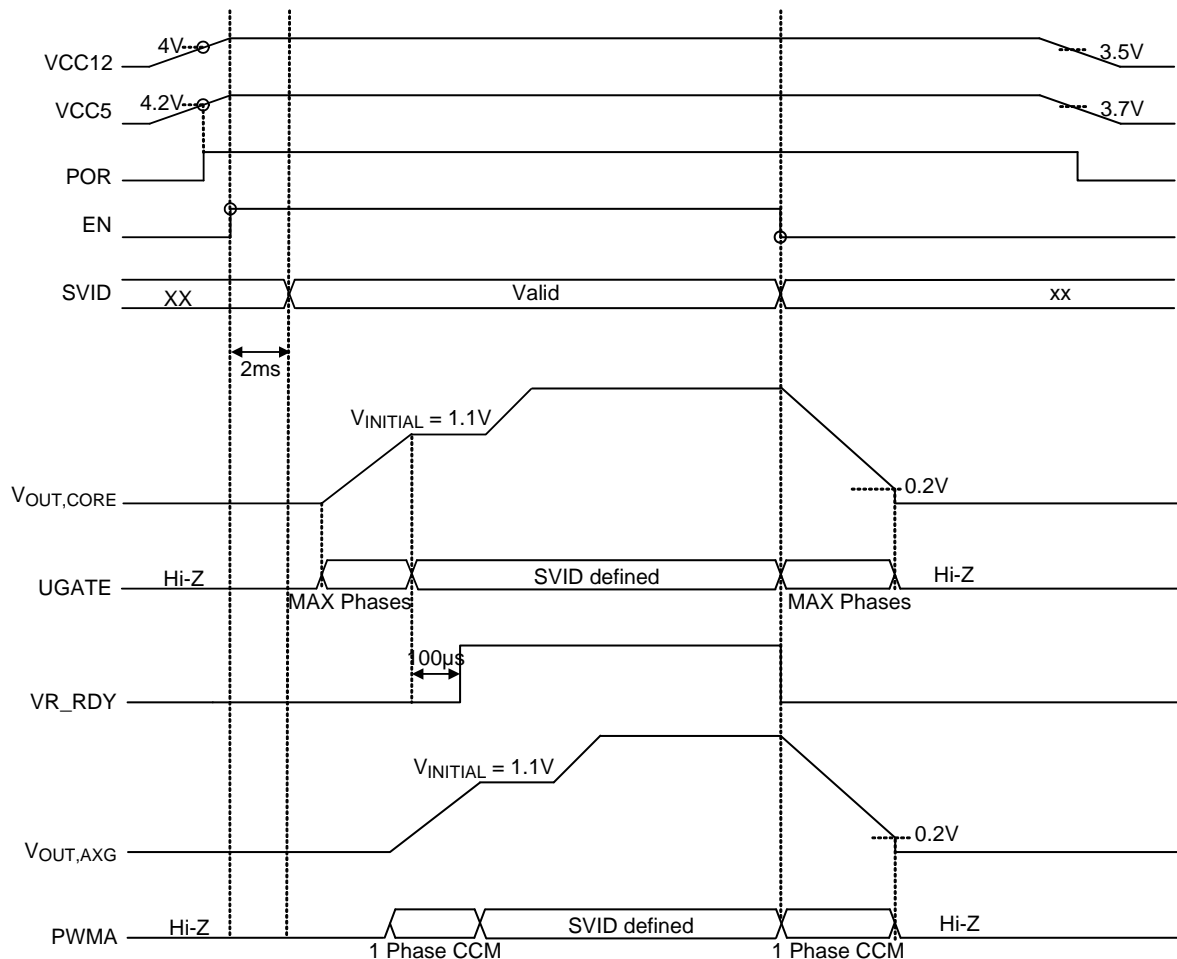 4V
VCC12
3.5V
4.2V
VCC5
3.7V
POR
EN
SVID
XX
Valid
xx
2ms
VINITIAL = 1.1V
VOUT,CORE
0.2V
UGATE
Hi-Z
SVID defined
Hi-Z
MAX Phases
MAX Phases
100µs
VR_RDY
VINITIAL = 1.1V
VOUT,AXG
0.2V
PWMA
Hi-Z
SVID defined
Hi-Z
1 Phase CCM
1 Phase CCM